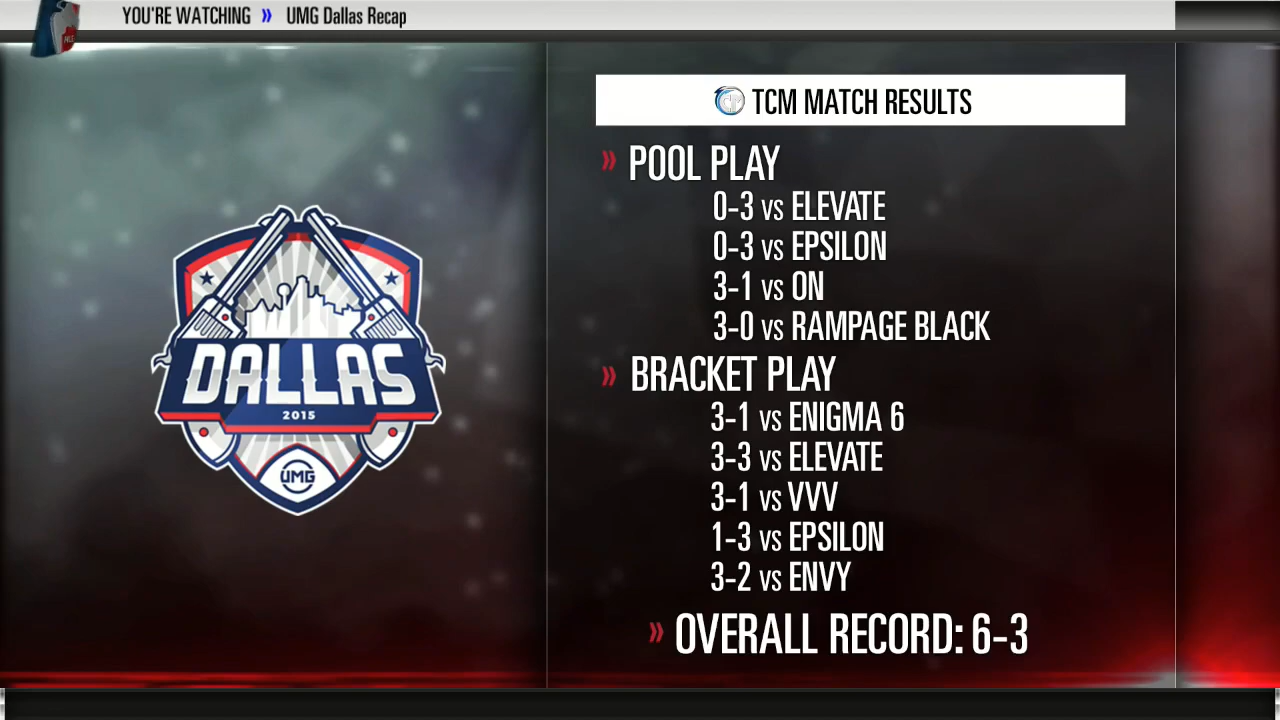 YOU'RE WATCHING » UMG Dallas Recap
TCM MATCH RESULTS
» POOL PLAY
0-3 VS ELEVATE
0-3 VS EPSILON
3-1 VS ON
3-0 VS RAMPAGE BLACK
» BRACKET PLAY
3-1 VS ENIGMA 6
3-3 VS ELEVATE
3-1 VS VVV
1-3 VS EPSILON
3-2 VS ENVY
» OVERALL RECORD: 6-3
DALLAS
2015
UMG